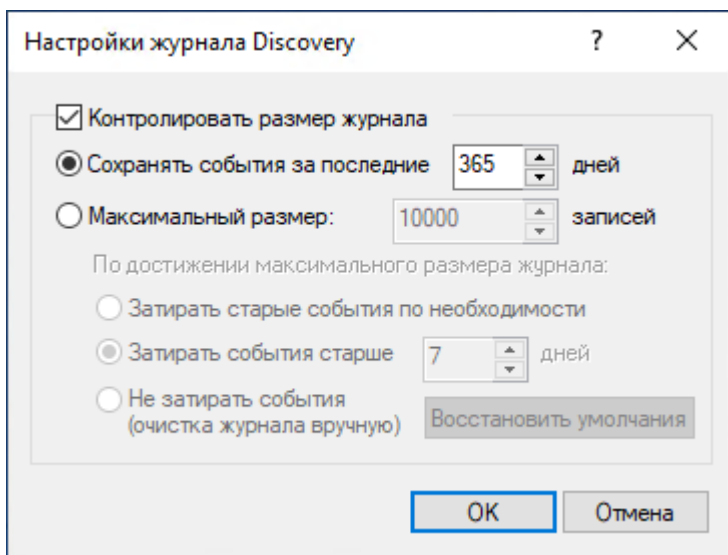 Настройки журнала Discovery ? ×
Контролировать размер журнала
Сохранять события за последние 365 дней
Максимальный размер: 10000 записей
По достижении максимального размера журнала:
Затирать старые события по необходимости
Затирать события старше 7 дней
Не затирать события
(очистка журнала вручную) Восстановить умолчания
OK Отмена